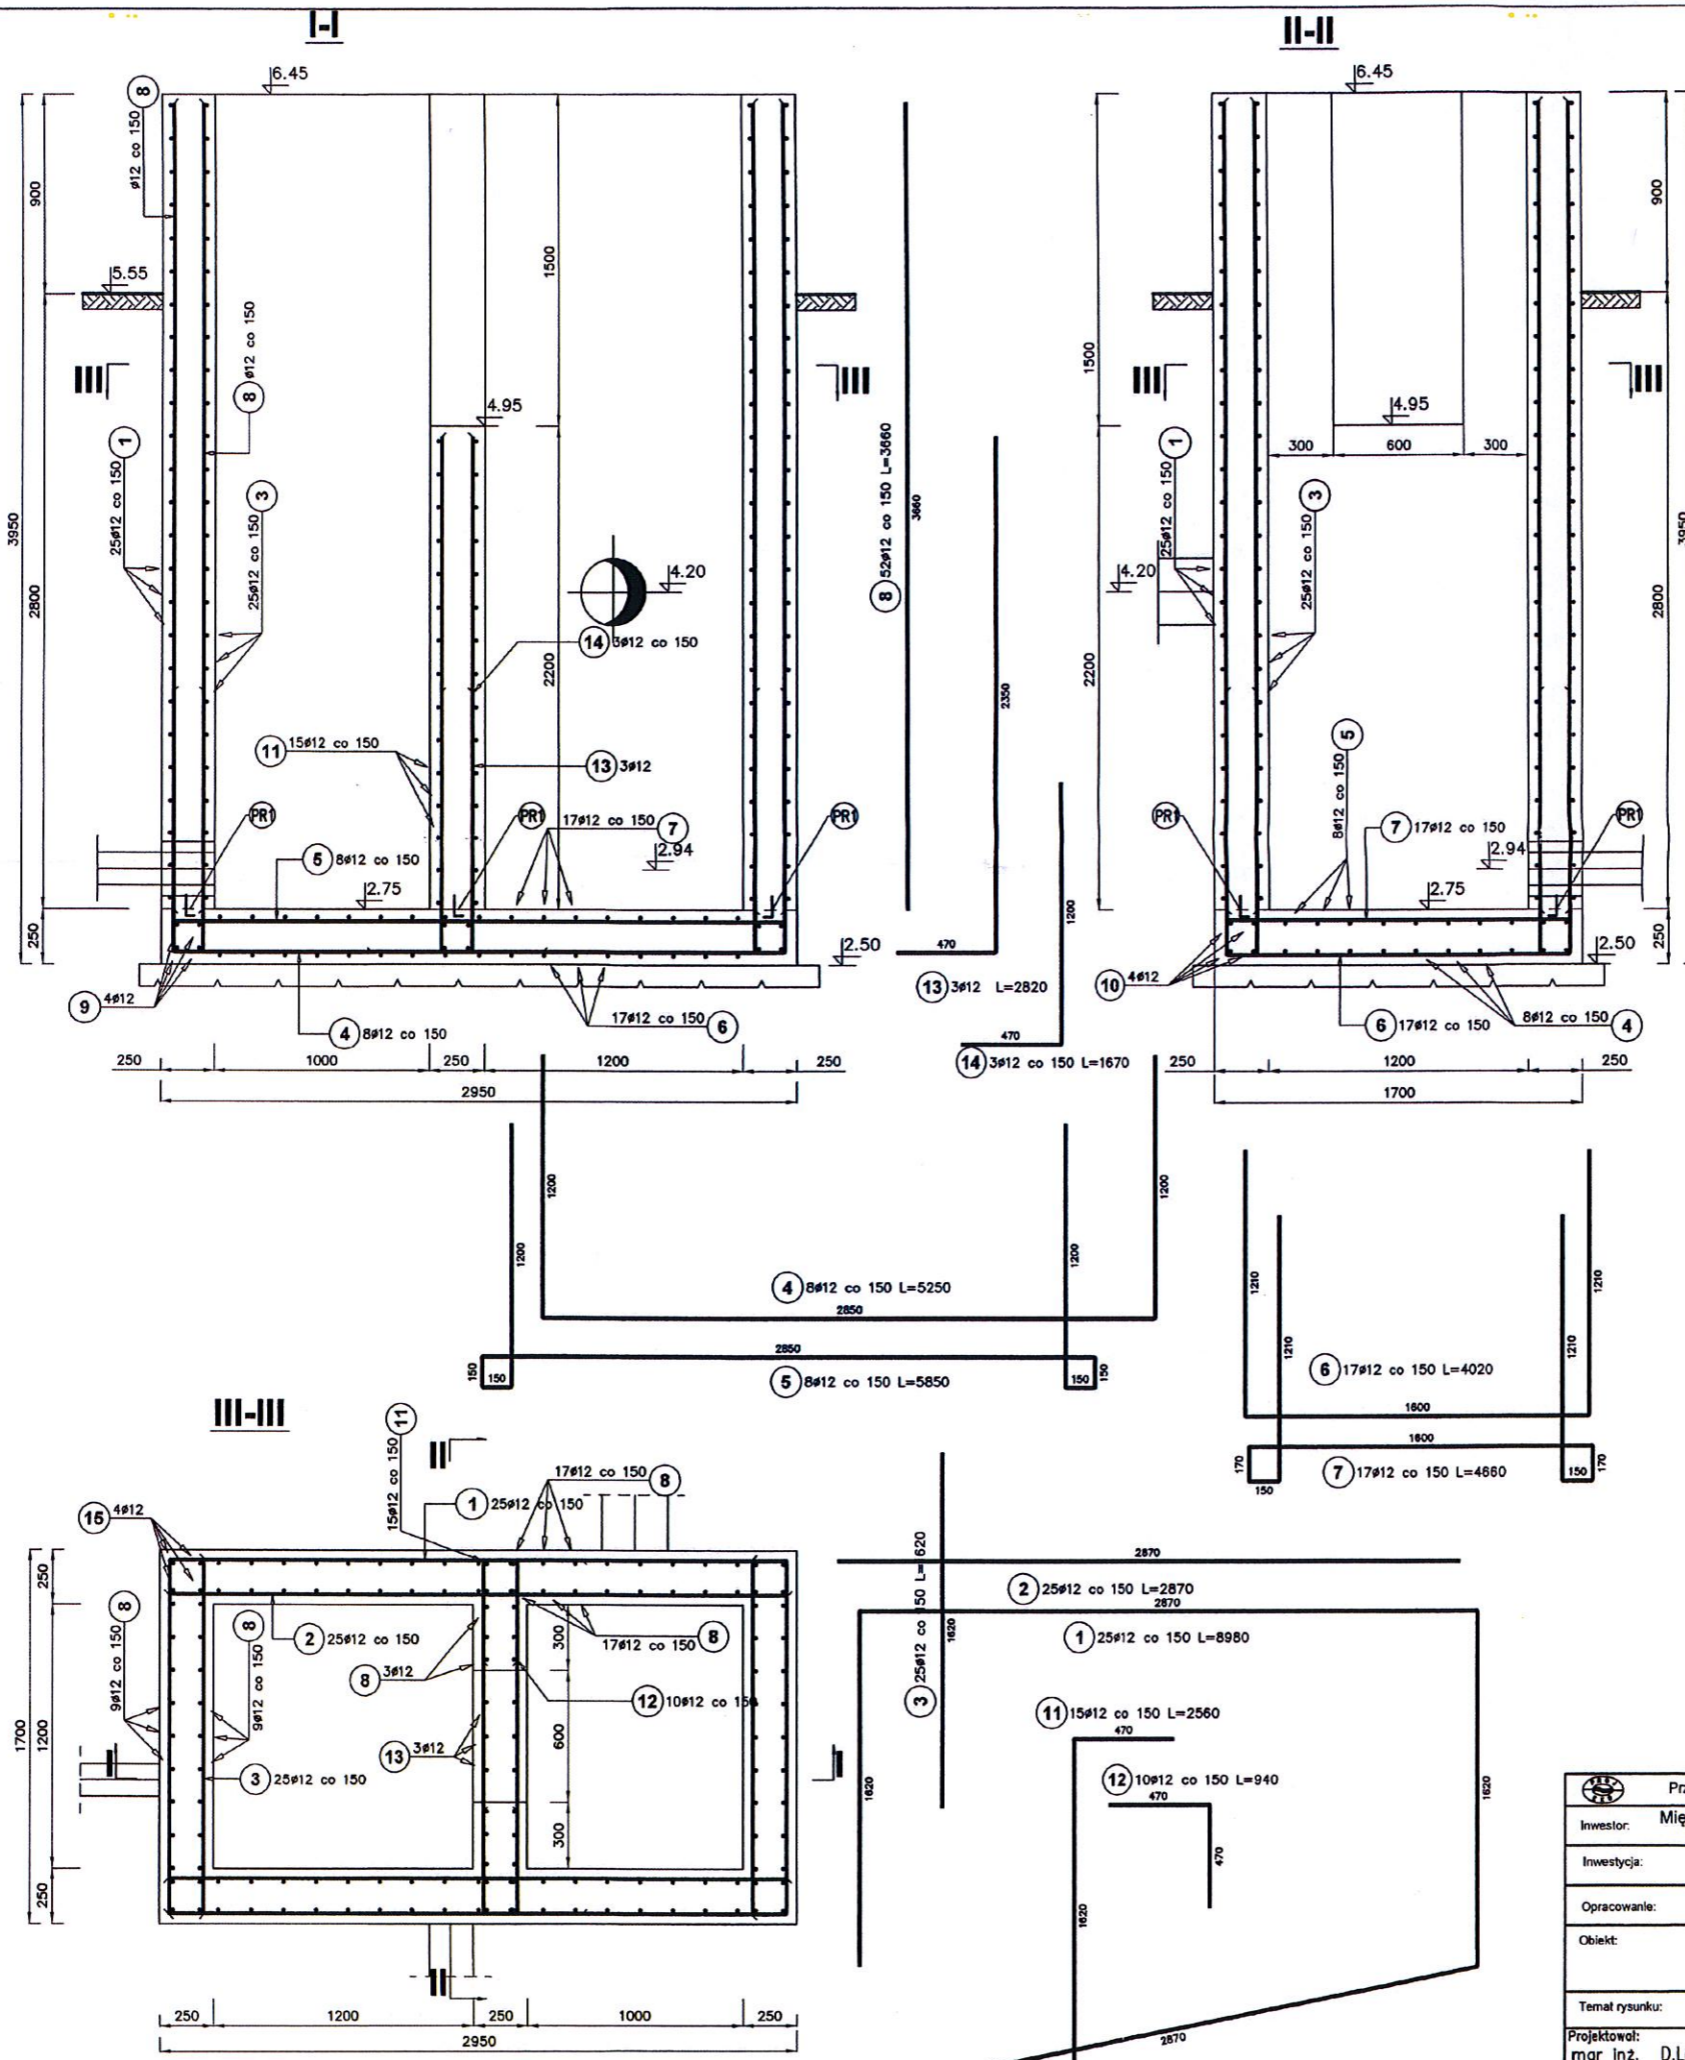 I-I
6.45
8
ø12 co 150
3950
900
2800
250
5.55
III
III
8 ø12 co 150
1
25ø12 co 150
3
25ø12 co 150
1500
4.95
4.20
2200
14 3ø12 co 150
11 15ø12 co 150
13 3ø12
PR1
PR1
PR1
17ø12 co 150 7
5 8ø12 co 150
2.94
2.75
2.50
9 4ø12
4 8ø12 co 150
17ø12 co 150 6
250
1000
250
1200
250
2950
8 52ø12 co 150 L=3660
3660
2350
470
13 3ø12 L=2820
1200
470
14 3ø12 co 150 L=1670
II-II
6.45
900
2800
250
3950
1500
2200
III
III
4.95
300
600
300
1
25ø12 co 150
3
25ø12 co 150
4.20
5
8ø12 co 150
PR1
PR1
7 17ø12 co 150
2.94
2.75
2.50
10 4ø12
6 17ø12 co 150
8ø12 co 150 4
250
1200
250
1700
1200
1200
4 8ø12 co 150 L=5250
2850
1200
1200
2850
150
150
150
150
5 8ø12 co 150 L=5850
1210
1210
1210
1210
6 17ø12 co 150 L=4020
1600
1600
170
150
150
170
7 17ø12 co 150 L=4660
III-III
11
15ø12 co 150
II
17ø12 co 150 8
1 25ø12 co 150
15 4ø12
250
1200
250
1700
8
9ø12 co 150
8
9ø12 co 150
2 25ø12 co 150
17ø12 co 150 8
300
600
300
8 3ø12
12 10ø12 co 150
13 3ø12
3 25ø12 co 150
I
I
II
250
1200
250
1000
250
2950
2870
2 25ø12 co 150 L=2870
2870
1 25ø12 co 150 L=8980
3 25ø12 co 150
1620
11 15ø12 co 150 L=2560
470
12 10ø12 co 150 L=940
470
470
1620
1620
1620
2870
Inwestor:
Inwestycja:
Opracowanie:
Obiekt:
Temat rysunku:
Projektował:
mgr inż.